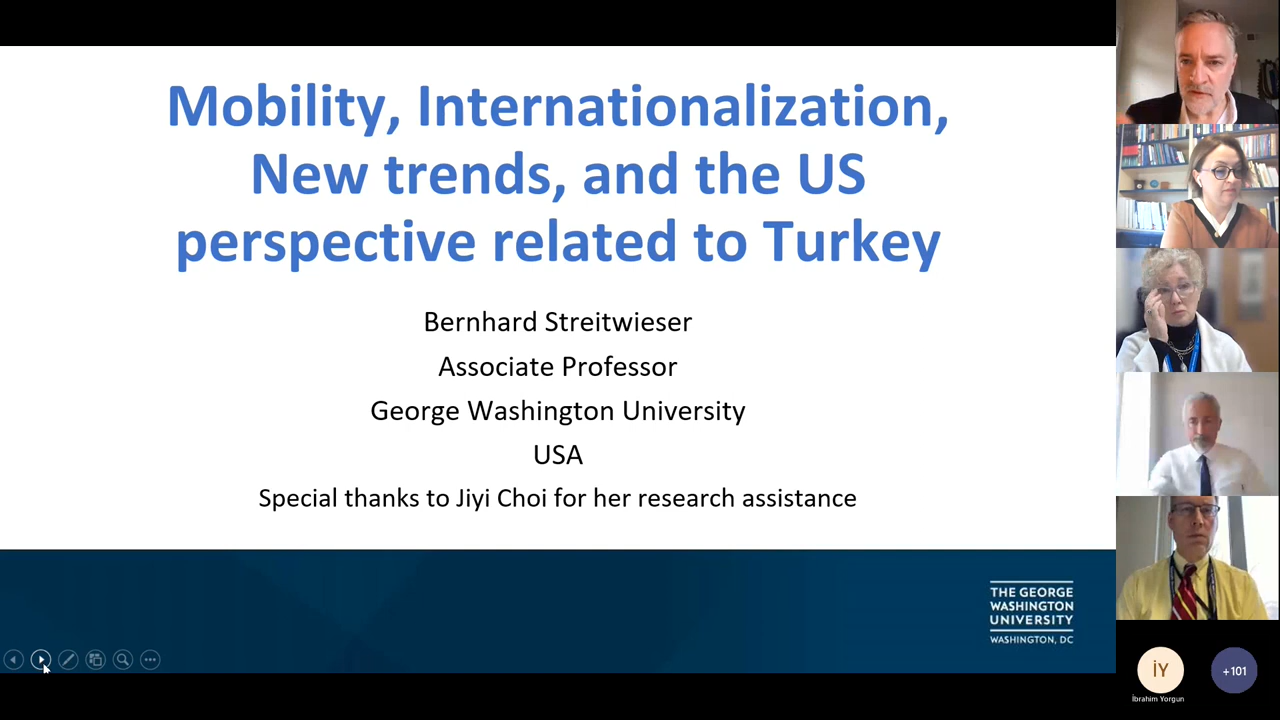 Mobility, Internationalization,
New trends, and the US
perspective related to Turkey
Bernhard Streitwieser
Associate Professor
George Washington University
USA
Special thanks to Jiyi Choi for her research assistance
THE GEORGE
WASHINGTON
UNIVERSITY
WASHINGTON, DC
İY
+101
İbrahim Yorgun